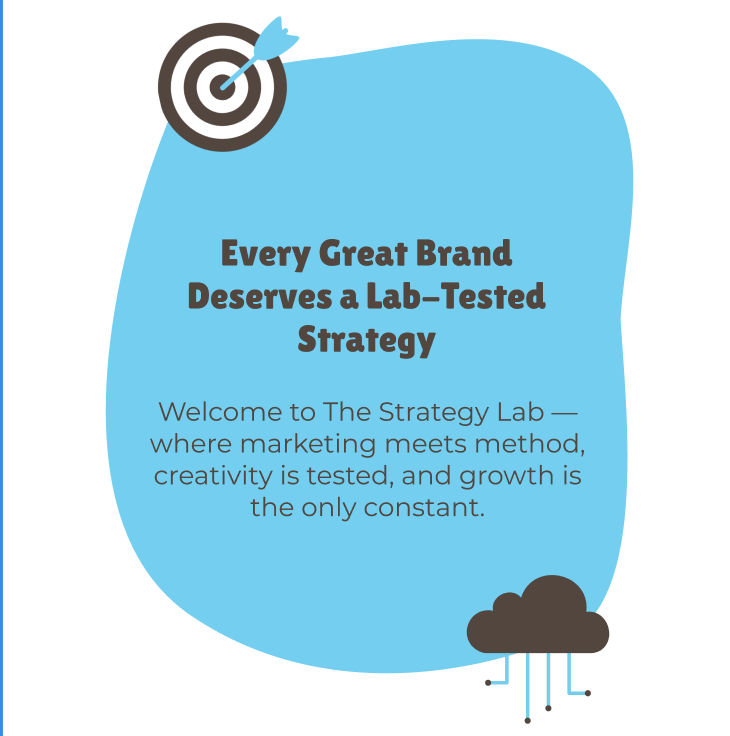 Every Great Brand
Deserves a Lab-Tested
Strategy
Welcome to The Strategy Lab —
where marketing meets method,
creativity is tested, and growth is
the only constant.